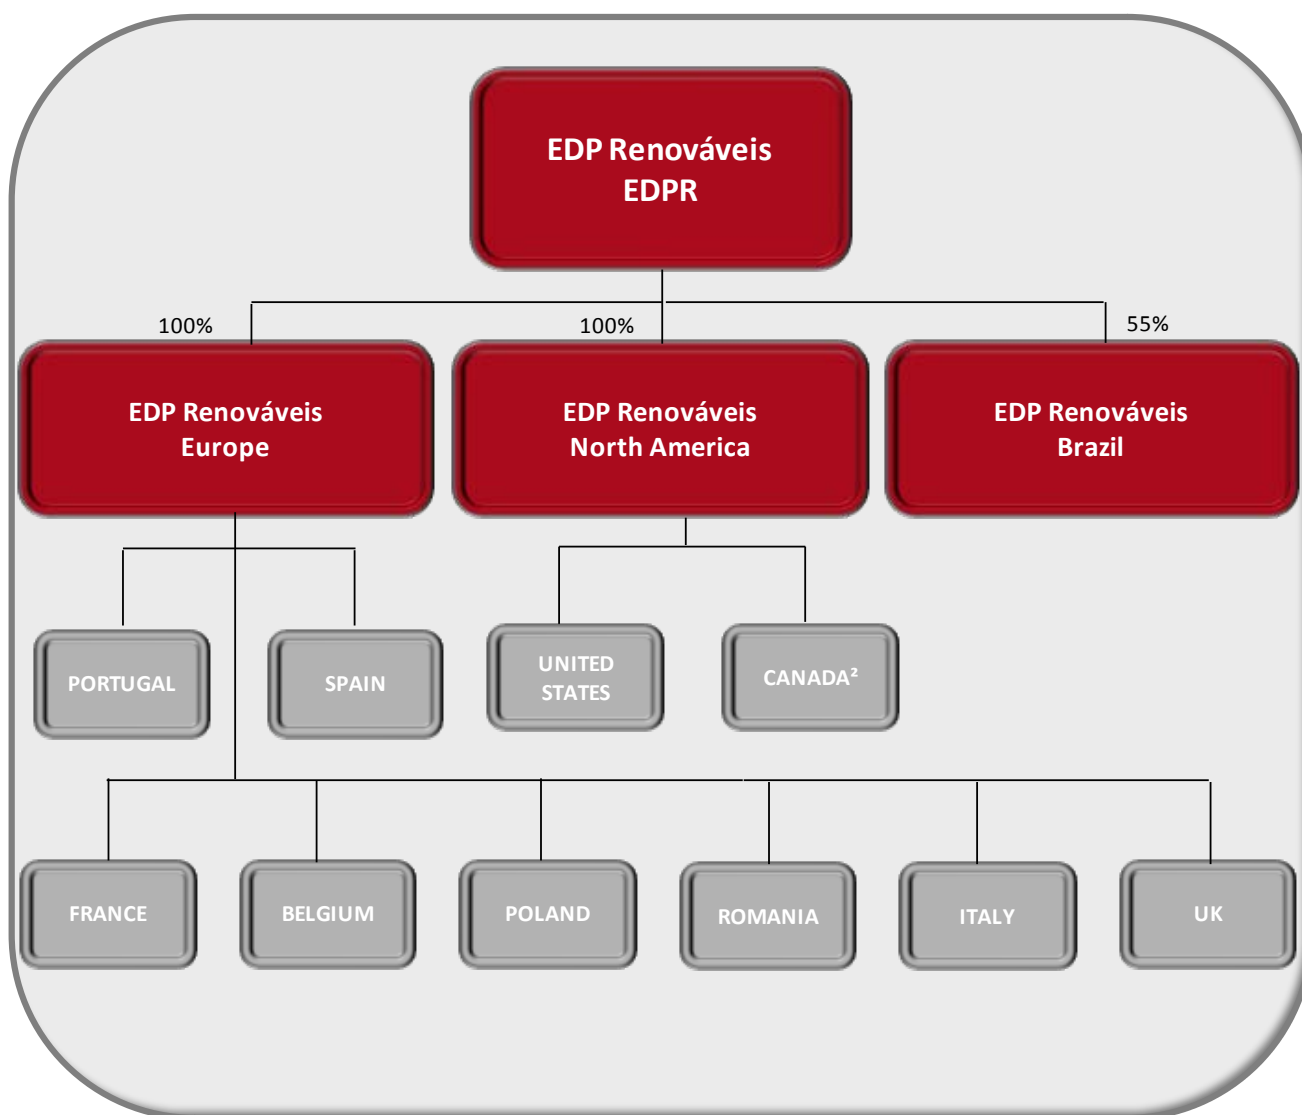 EDP Renováveis
EDPR
100%
100%
55%
EDP Renováveis
Europe
EDP Renováveis
North America
EDP Renováveis
Brazil
PORTUGAL
SPAIN
UNITED
STATES
CANADA²
FRANCE
BELGIUM
POLAND
ROMANIA
ITALY
UK